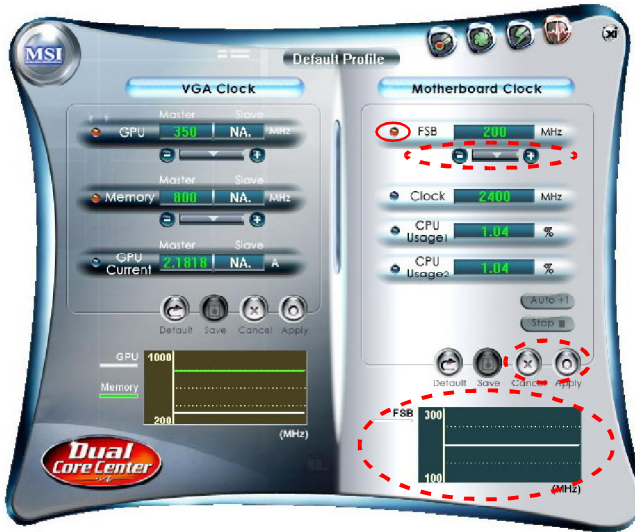 MSI
Default Profile
VGA Clock
Master Slave
GPU 350 NA. MHz
Master Slave
Memory 800 NA. MHz
Master Slave
GPU Current 2.1818 NA. A
Default Save Cancel Apply
GPU
Memory
1000
200
(MHz)
Dual
Core Center
Motherboard Clock
FSB 200 MHz
Clock 2400 MHz
CPU Usage1 1.04 %
CPU Usage2 1.04 %
Auto +1
Stop
Default Save Cancel Apply
FSB
300
100
(MHz)